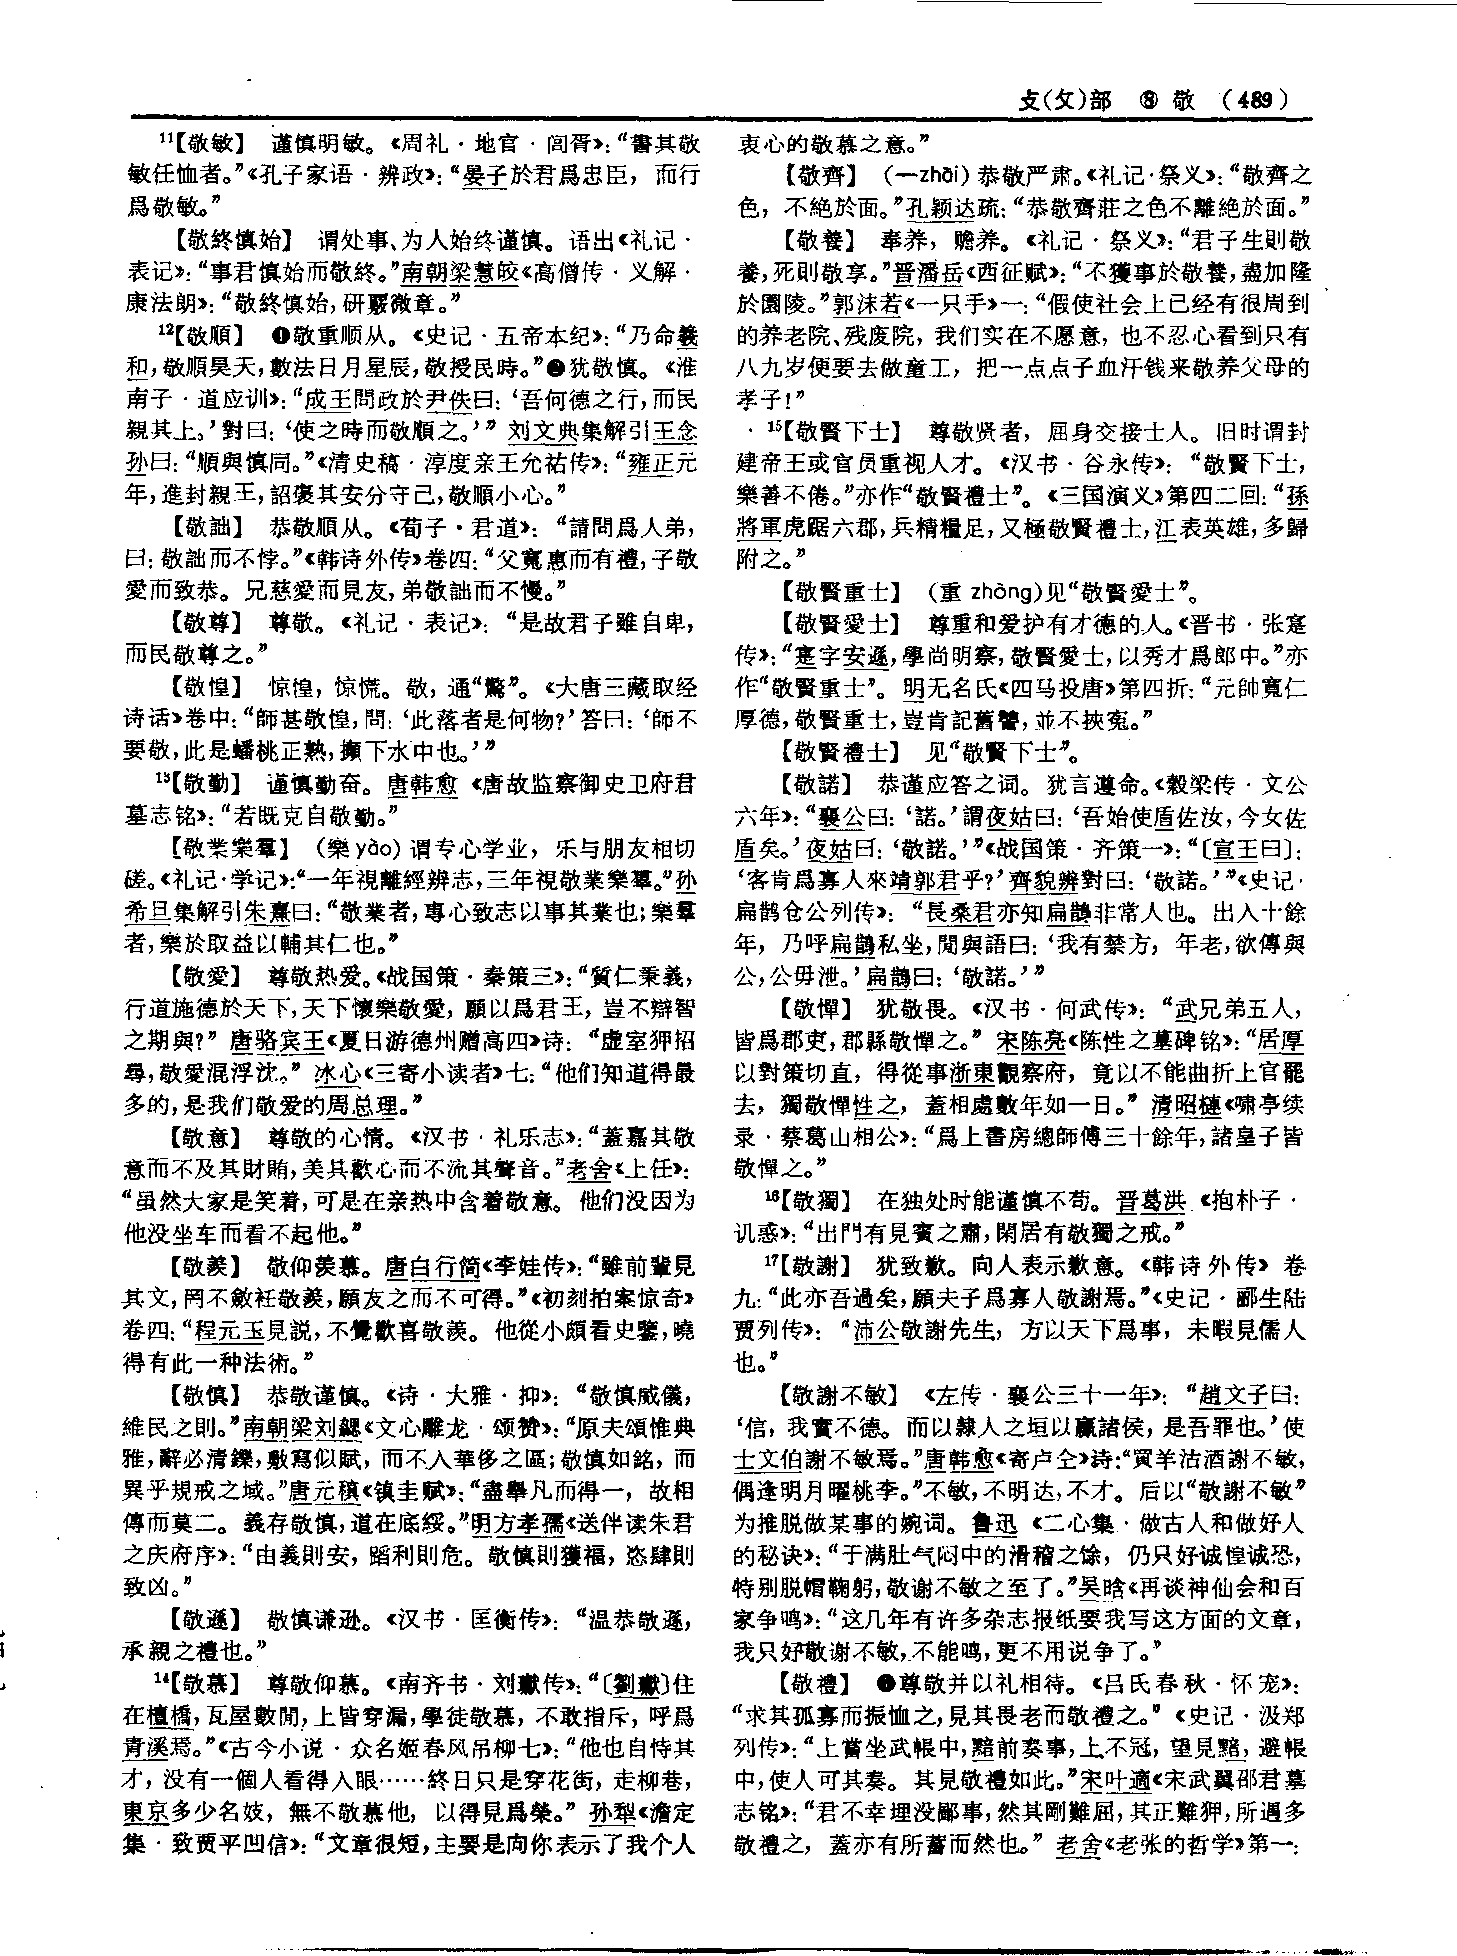 攴(攵)部 ⑧ 敬 (489)
¹¹【敬敏】 謹慎明敏。《周礼·地官·闾胥》：“書其敬
敏任恤者。”《孔子家语·辨政》：“晏子於君爲忠臣，而行
爲敬敏。”
【敬終慎始】 谓处事、为人始终谨慎。语出《礼记·
表记》：“事君慎始而敬終。”南朝梁慧皎《高僧传·义解·
康法朗》：“敬終慎始，研覈微章。”
¹²【敬順】 ❶敬重顺从。《史记·五帝本纪》：“乃命羲
和，敬順昊天，數法日月星辰，敬授民時。”❷犹敬慎。《淮
南子·道应训》：“成王問政於尹佚曰：‘吾何德之行，而民
親其上。’對曰：‘使之時而敬順之。’”刘文典集解引王念
孙曰：“順與慎同。”《清史稿·淳度亲王允祐传》：“雍正元
年，進封親王，詔褒其安分守己，敬順小心。”
【敬詘】 恭敬順从。《荀子·君道》：“請問爲人弟，
曰：敬詘而不悖。”《韩诗外传》卷四：“父寬惠而有禮，子敬
愛而致恭。兄慈愛而見友，弟敬詘而不慢。”
【敬尊】 尊敬。《礼记·表记》：“是故君子雖自卑，
而民敬尊之。”
【敬惶】 惊惶，惊慌。敬，通“驚”。《大唐三藏取经
诗话》卷中：“師甚敬惶，問：‘此落者是何物？’答曰：‘師不
要敬，此是蟠桃正熟，攧下水中也。’”
¹³【敬勤】 谨慎勤奋。唐韩愈《唐故监察御史卫府君
墓志铭》：“若既克自敬勤。”
【敬業樂羣】 (樂 yào) 谓专心学业，乐与朋友相切
磋。《礼记·学记》：“一年視離經辨志，三年視敬業樂羣。”孙
希旦集解引朱熹曰：“敬業者，專心致志以事其業也；樂羣
者，樂於取益以輔其仁也。”
【敬愛】 尊敬热爱。《战国策·秦策三》：“質仁秉義，
行道施德於天下，天下懷樂敬愛，願以爲君王，豈不辯智
之期與？”唐骆宾王《夏日游德州赠高四》诗：“虚室狎招
尋，敬愛混浮沈。”冰心《三寄小读者》七：“他们知道得最
多的，是我们敬爱的周总理。”
【敬意】 尊敬的心情。《汉书·礼乐志》：“蓋嘉其敬
意而不及其財賄，美其歡心而不流其聲音。”老舍《上任》：
“虽然大家是笑着，可是在亲热中含着敬意。他们没因为
他没坐车而看不起他。”
【敬羨】 敬仰羡慕。唐白行简《李娃传》：“雖前輩見
其文，罔不斂衽敬羨，願友之而不可得。”《初刻拍案惊奇》
卷四：“程元玉見説，不覺歡喜敬羨。他從小頗看史鑒，曉
得有此一种法術。”
【敬慎】 恭敬谨慎。《诗·大雅·抑》：“敬慎威儀，
維民之則。”南朝梁刘勰《文心雕龙·颂赞》：“原夫頌惟典
雅，辭必清鑠，敷寫似賦，而不入華侈之區；敬慎如銘，而
異乎規戒之域。”唐元稹《镇圭赋》：“盡舉凡而得一，故相
傳而莫二。義存敬慎，道在底綏。”明方孝孺《送伴读朱君
之庆府序》：“由義則安，蹈利則危。敬慎則獲福，恣肆則
致凶。”
【敬遜】 敬慎谦逊。《汉书·匡衡传》：“温恭敬遜，
承親之禮也。”
¹⁴【敬慕】 尊敬仰慕。《南齐书·刘瓛传》：“〔劉瓛〕住
在檀橋，瓦屋數間，上皆穿漏，學徒敬慕，不敢指斥，呼爲
青溪焉。”《古今小说·众名姬春风吊柳七》：“他也自恃其
才，没有一個人看得入眼……終日只是穿花街，走柳巷，
東京多少名妓，無不敬慕他，以得見爲榮。”孙犁《澹定
集·致贾平凹信》：“文章很短，主要是向你表示了我个人
衷心的敬慕之意。”
【敬齊】 (—zhāi) 恭敬严肃。《礼记·祭义》：“敬齊之
色，不絶於面。”孔颖达疏：“恭敬齊莊之色不離絶於面。”
【敬養】 奉养，赡养。《礼记·祭义》：“君子生則敬
養，死則敬享。”晋潘岳《西征赋》：“不獲事於敬養，盡加隆
於園陵。”郭沫若《一只手》一：“假使社会上已经有很周到
的养老院、残废院，我们实在不愿意，也不忍心看到只有
八九岁便要去做童工，把一点点子血汗钱来敬养父母的
孝子！”
¹⁵【敬賢下士】 尊敬贤者，屈身交接士人。旧时谓封
建帝王或官员重视人才。《汉书·谷永传》：“敬賢下士，
樂善不倦。”亦作“敬賢禮士”。《三国演义》第四二回：“孫
將軍虎踞六郡，兵精糧足，又極敬賢禮士，江表英雄，多歸
附之。”
【敬賢重士】 (重 zhòng)见“敬賢愛士”。
【敬賢愛士】 尊重和爱护有才德的人。《晋书·张寔
传》：“寔字安遜，學尚明察，敬賢愛士，以秀才爲郎中。”亦
作“敬賢重士”。明无名氏《四马投唐》第四折：“元帥寬仁
厚德，敬賢重士，豈肯記舊讐，並不挾寃。”
【敬賢禮士】 见“敬賢下士”。
【敬諾】 恭谨应答之词。犹言遵命。《穀梁传·文公
六年》：“襄公曰：‘諾。’謂夜姑曰：‘吾始使盾佐汝，今女佐
盾矣。’夜姑曰：‘敬諾。’”《战国策·齐策一》：“〔宣王曰〕：
‘客肯爲寡人來靖郭君乎？’齊貌辨對曰：‘敬諾。’”《史记·
扁鹊仓公列传》：“長桑君亦知扁鵲非常人也。出入十餘
年，乃呼扁鵲私坐，閒與語曰：‘我有禁方，年老，欲傳與
公，公毋泄。’扁鵲曰：‘敬諾。’”
【敬憚】 犹敬畏。《汉书·何武传》：“武兄弟五人，
皆爲郡吏，郡縣敬憚之。”宋陈亮《陈性之墓碑铭》：“居厚
以對策切直，得從事浙東觀察府，竟以不能曲折上官罷
去，獨敬憚性之，蓋相處數年如一日。”清昭槤《啸亭续
录·蔡葛山相公》：“爲上書房總師傅三十餘年，諸皇子皆
敬憚之。”
¹⁶【敬獨】 在独处时能谨慎不苟。晋葛洪《抱朴子·
讥惑》：“出門有見賓之肅，閑居有敬獨之戒。”
¹⁷【敬謝】 犹致歉。向人表示歉意。《韩诗外传》卷
九：“此亦吾過矣，願夫子爲寡人敬謝焉。”《史记·郦生陆
贾列传》：“沛公敬謝先生，方以天下爲事，未暇見儒人
也。”
【敬謝不敏】 《左传·襄公三十一年》：“趙文子曰：
‘信，我實不德。而以隸人之垣以贏諸侯，是吾罪也。’使
士文伯謝不敏焉。”唐韩愈《寄卢仝》诗：“買羊沽酒謝不敏，
偶逢明月曜桃李。”不敏，不明达，不才。后以“敬謝不敏”
为推脱做某事的婉词。鲁迅《二心集·做古人和做好人
的秘诀》：“于满肚气闷中的滑稽之馀，仍只好诚惶诚恐，
特别脱帽鞠躬，敬谢不敏之至了。”吴晗《再谈神仙会和百
家争鸣》：“这几年有许多杂志报纸要我写这方面的文章，
我只好敬谢不敏，不能鸣，更不用说争了。”
【敬禮】 ❶尊敬并以礼相待。《吕氏春秋·怀宠》：
“求其孤寡而振恤之，見其畏老而敬禮之。”《史记·汲郑
列传》：“上嘗坐武帳中，黯前奏事，上不冠，望見黯，避帳
中，使人可其奏。其見敬禮如此。”宋叶適《宋武翼邵君墓
志铭》：“君不幸埋没鄙事，然其剛難屈，其正難狎，所遇多
敬禮之，蓋亦有所蓄而然也。”老舍《老张的哲学》第一：